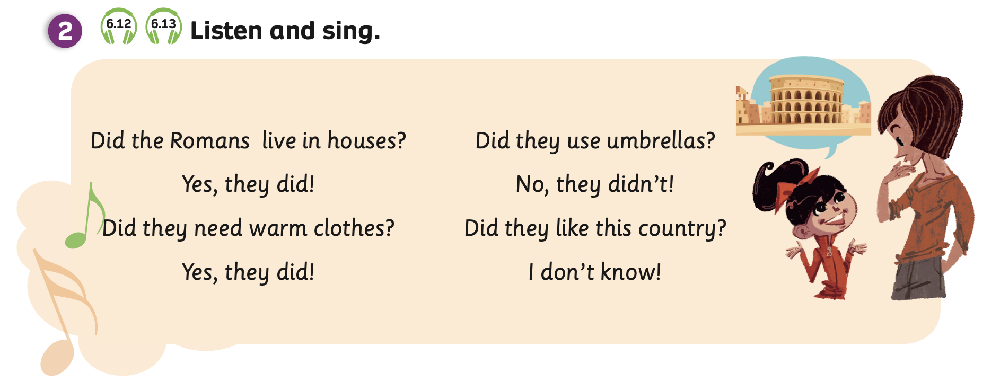 2 6.12 6.13 Listen and sing.
Did the Romans live in houses?
Yes, they did!
Did they need warm clothes?
Yes, they did!
Did they use umbrellas?
No, they didn't!
Did they like this country?
I don't know!